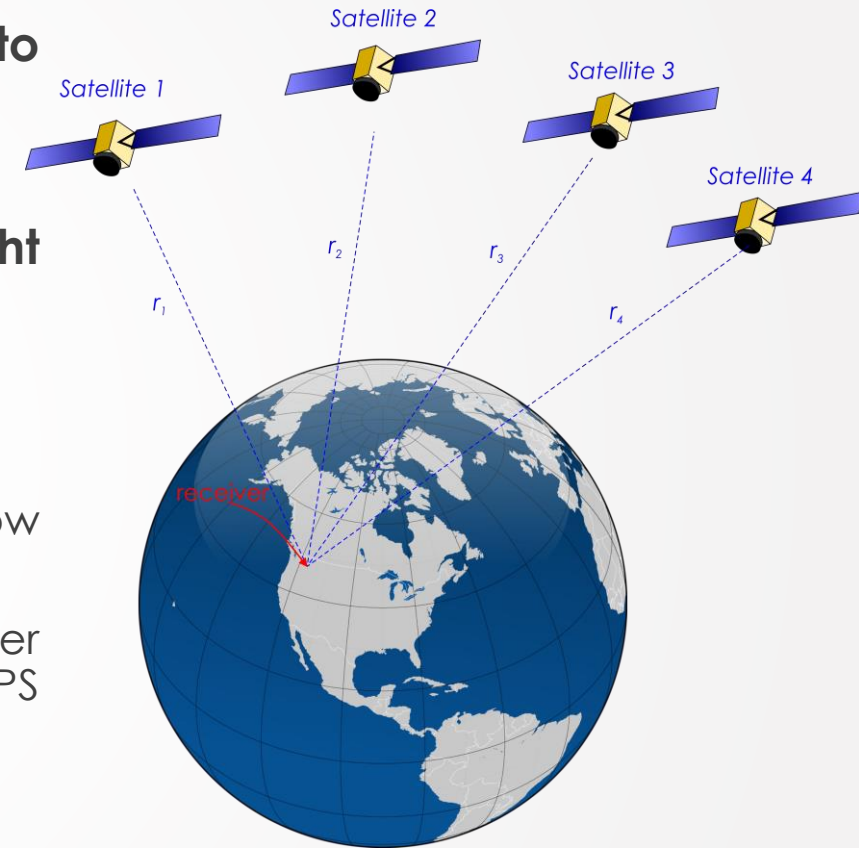 to
Satellite 2
Satellite 3
Satellite 1
Satellite 4
ht
r₂
r₃
r₁
r₄
receiver
ow
er
PS